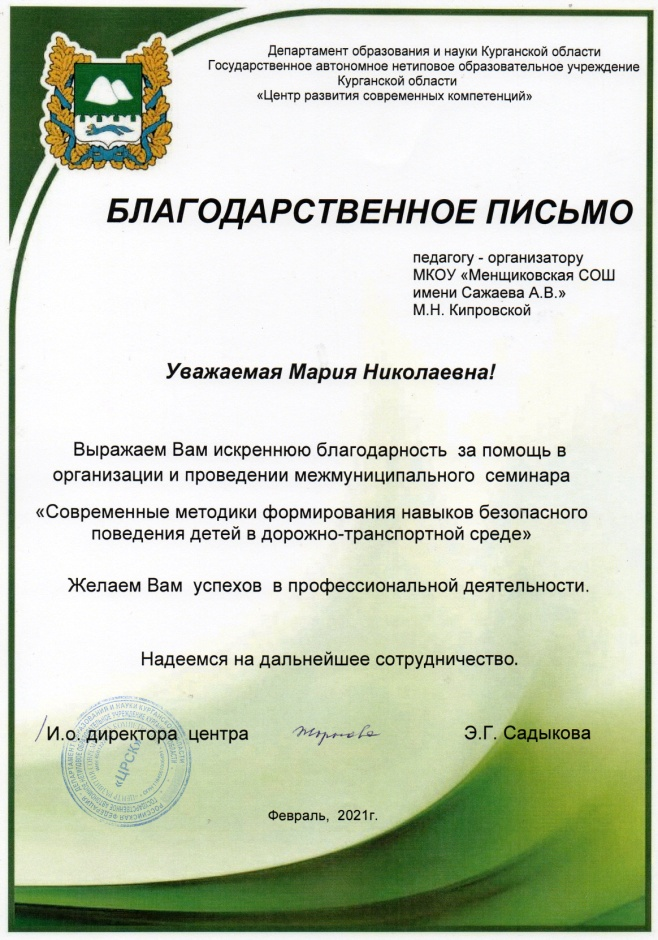 Департамент образования и науки Курганской области
Государственное автономное нетиповое образовательное учреждение
Курганской области
«Центр развития современных компетенций»
БЛАГОДАРСТВЕННОЕ ПИСЬМО
педагогу - организатору
МКОУ «Менщиковская СОШ
имени Сажаева А.В.»
М.Н. Кипровской
Уважаемая Мария Николаевна!
Выражаем Вам искреннюю благодарность за помощь в
организации и проведении межмуниципального семинара
«Современные методики формирования навыков безопасного
поведения детей в дорожно-транспортной среде»
Желаем Вам успехов в профессиональной деятельности.
Надеемся на дальнейшее сотрудничество.
И.о. директора центра Э.Г. Садыкова
«ЦРСК»
Февраль, 2021г.